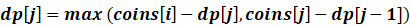 dp[j] = max (coins[i] − dp[j], coins[j] − dp[j − 1])